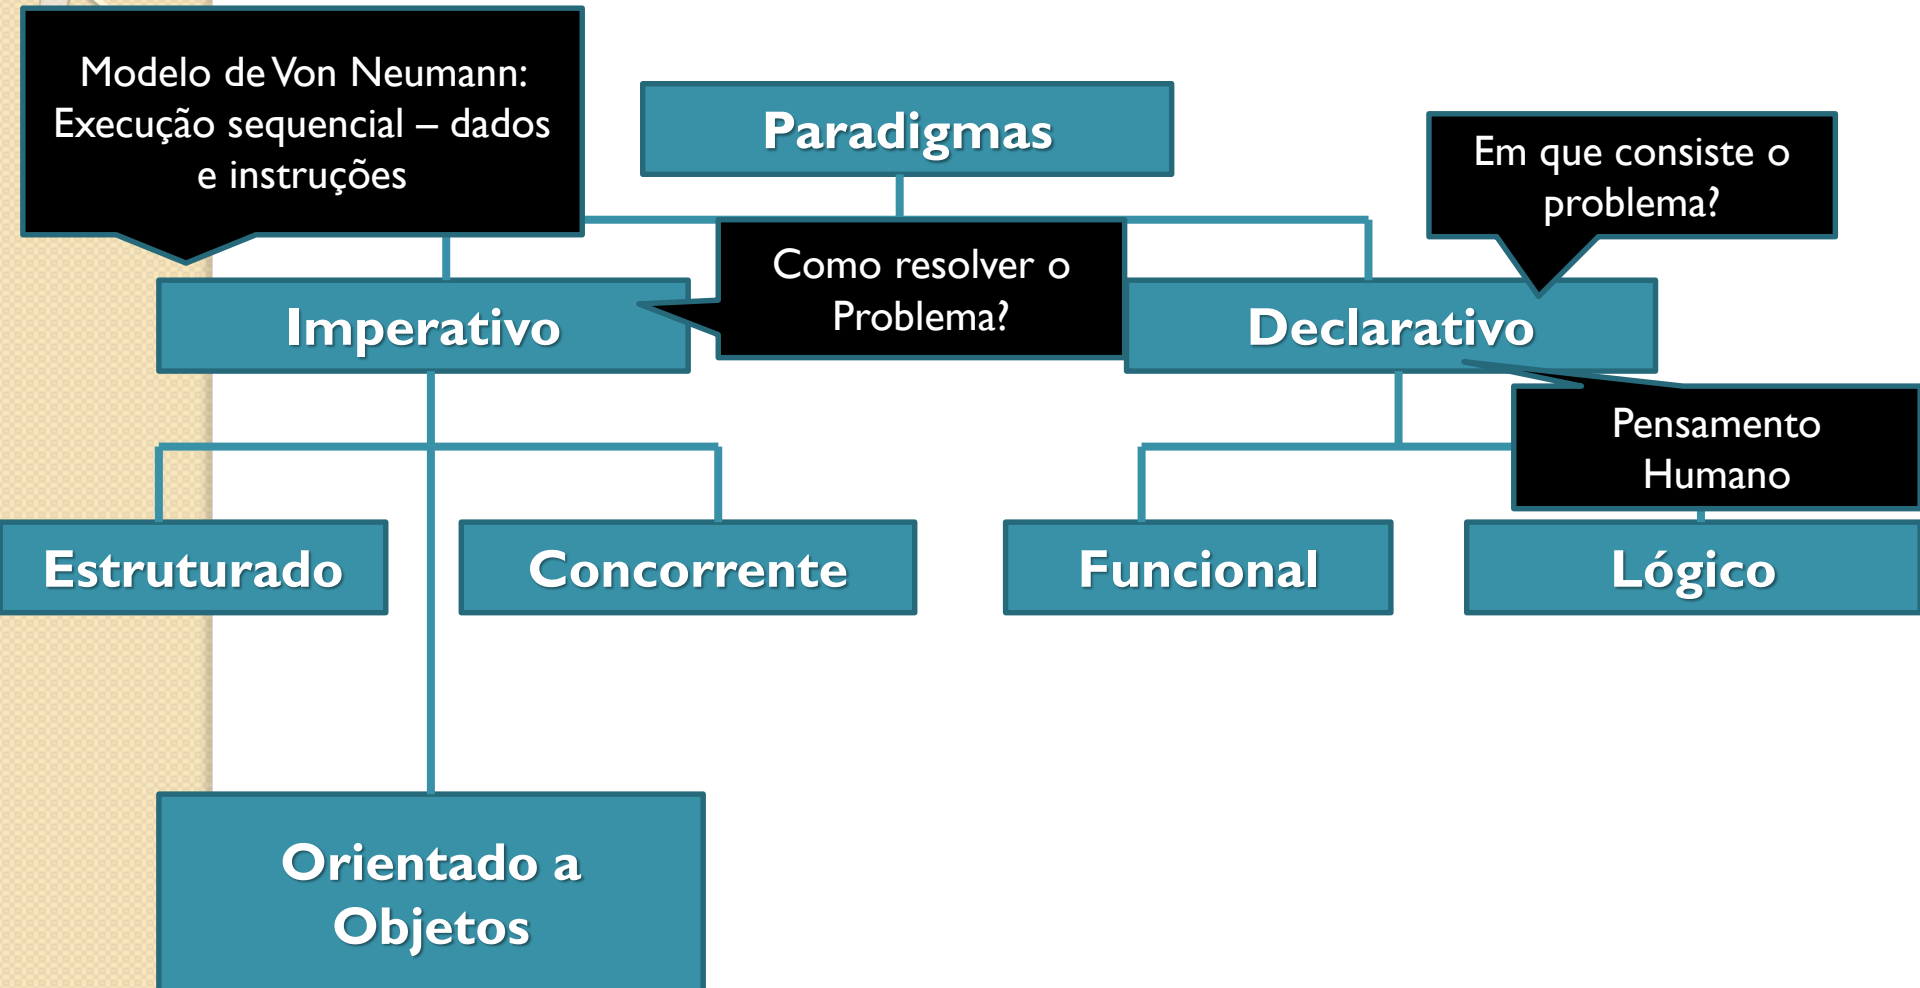 Modelo de Von Neumann:
Execução sequencial – dados
e instruções
Paradigmas
Em que consiste o
problema?
Como resolver o
Problema?
Imperativo
Declarativo
Pensamento
Humano
Estruturado
Concorrente
Funcional
Lógico
Orientado a
Objetos